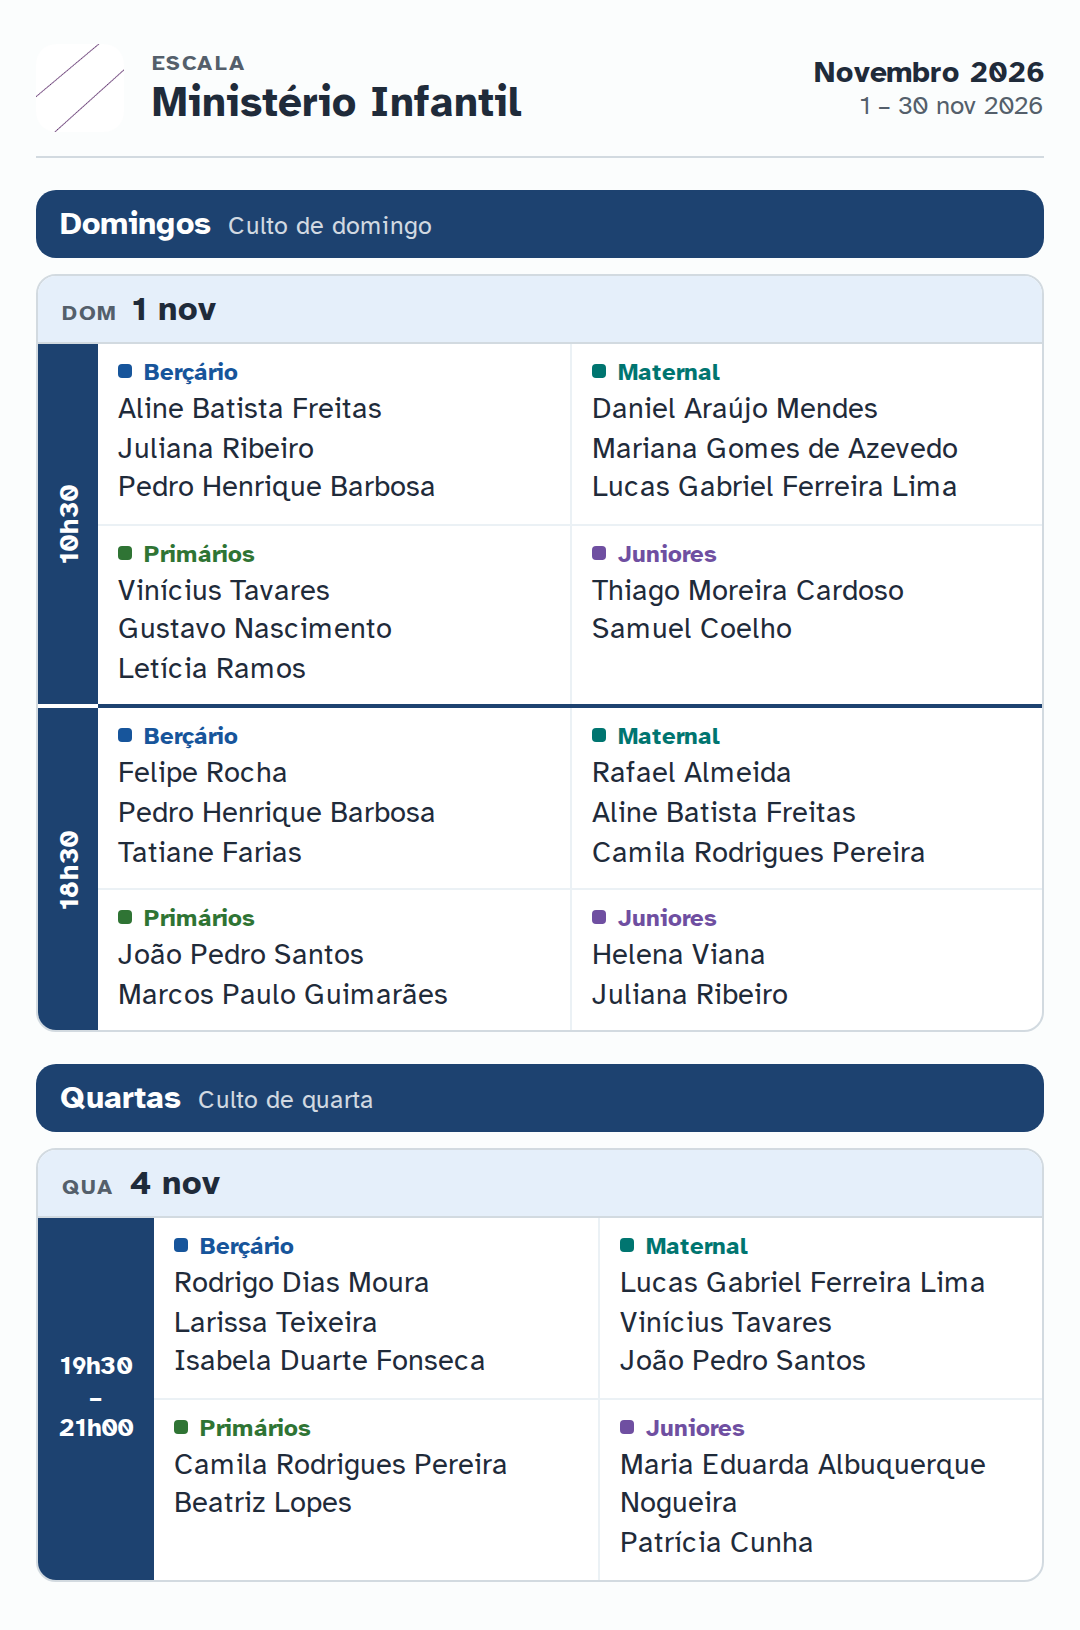 ESCALA
Ministério Infantil
Novembro 2026
1 – 30 nov 2026
Domingos Culto de domingo
DOM 1 nov
10h30
Berçário
Aline Batista Freitas
Juliana Ribeiro
Pedro Henrique Barbosa
Maternal
Daniel Araújo Mendes
Mariana Gomes de Azevedo
Lucas Gabriel Ferreira Lima
Primários
Vinícius Tavares
Gustavo Nascimento
Letícia Ramos
Juniores
Thiago Moreira Cardoso
Samuel Coelho
18h30
Berçário
Felipe Rocha
Pedro Henrique Barbosa
Tatiane Farias
Maternal
Rafael Almeida
Aline Batista Freitas
Camila Rodrigues Pereira
Primários
João Pedro Santos
Marcos Paulo Guimarães
Juniores
Helena Viana
Juliana Ribeiro
Quartas Culto de quarta
QUA 4 nov
19h30
–
21h00
Berçário
Rodrigo Dias Moura
Larissa Teixeira
Isabela Duarte Fonseca
Maternal
Lucas Gabriel Ferreira Lima
Vinícius Tavares
João Pedro Santos
Primários
Camila Rodrigues Pereira
Beatriz Lopes
Juniores
Maria Eduarda Albuquerque
Nogueira
Patrícia Cunha